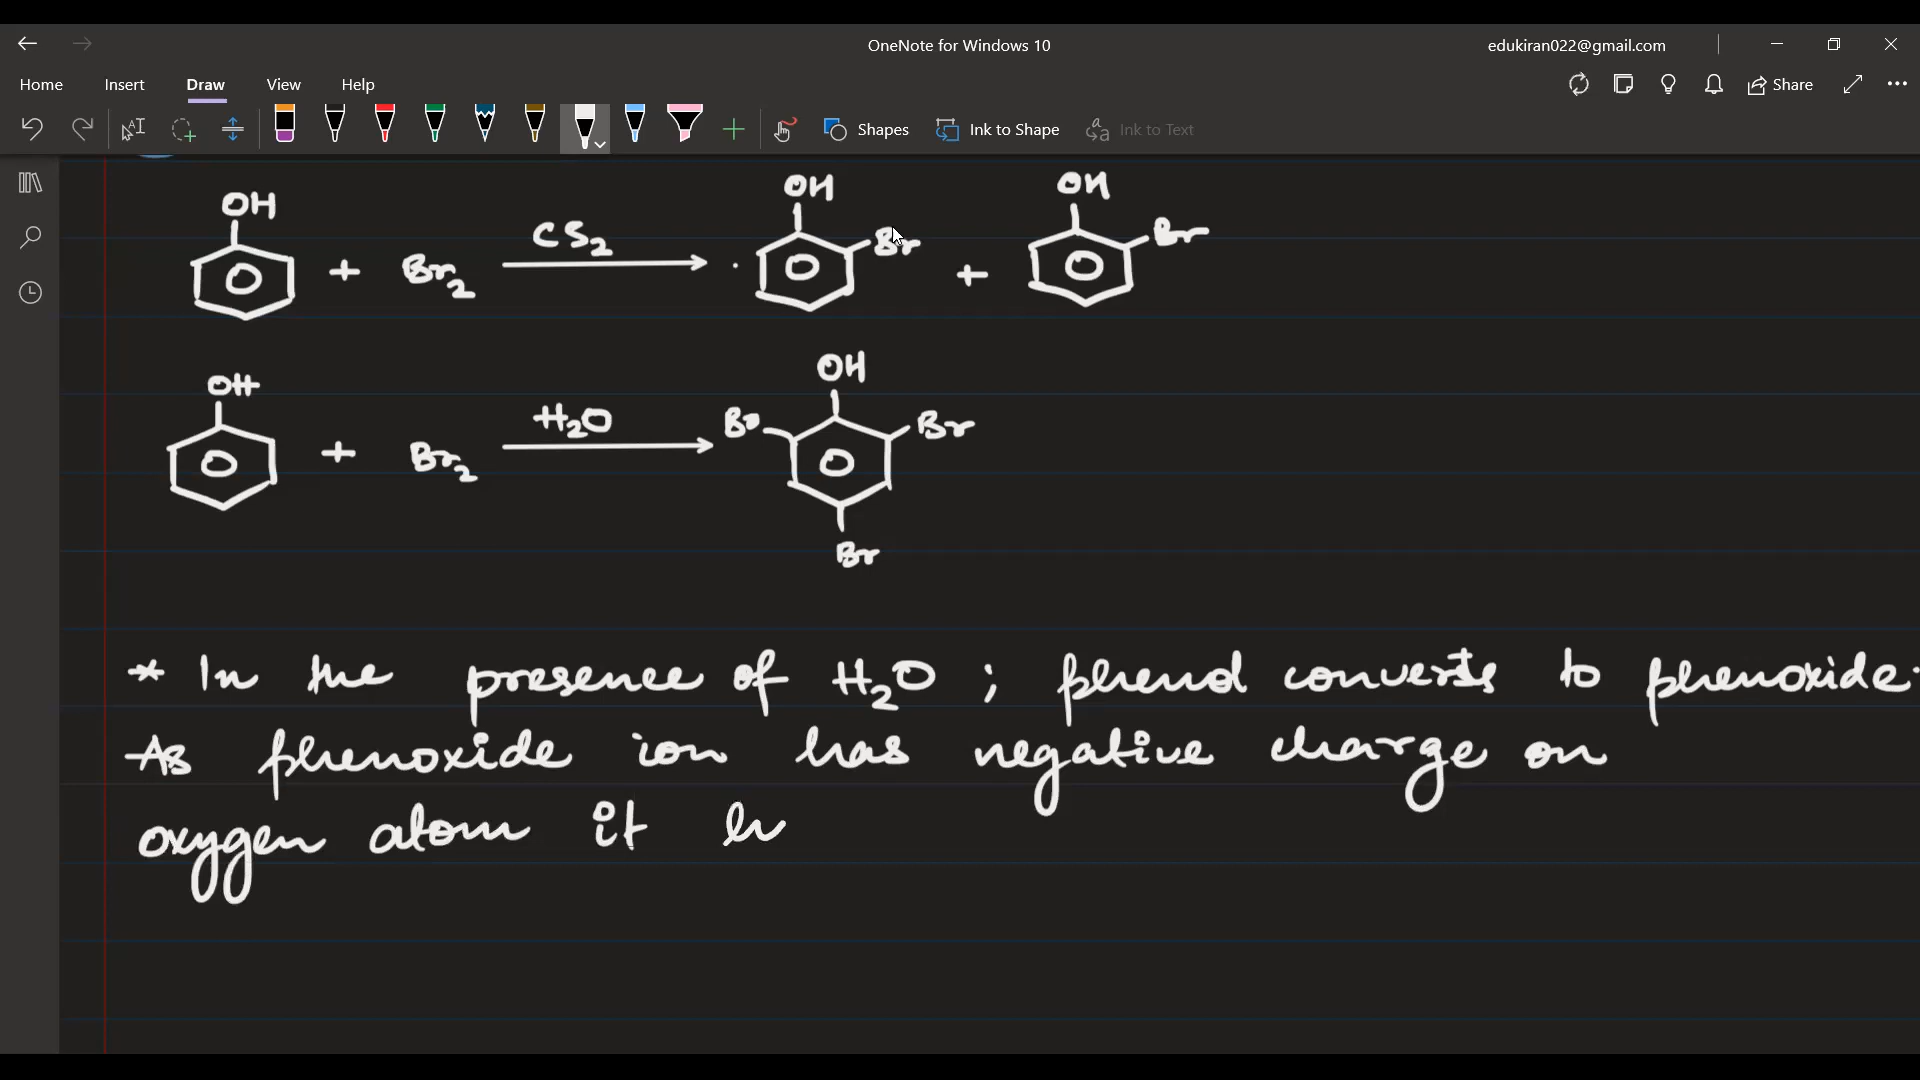 OneNote for Windows 10
edukiran022@gmail.com
Home Insert Draw View Help
Share
Shapes Ink to Shape Ink to Text
OH
+ Br2 CS2
OH
Br
+
OH
Br
OH
+ Br2 H2O
OH
Br
Br
Br
* In the presence of H2O ; phenol converts to phenoxide.
As phenoxide ion has negative charge on
oxygen atom it